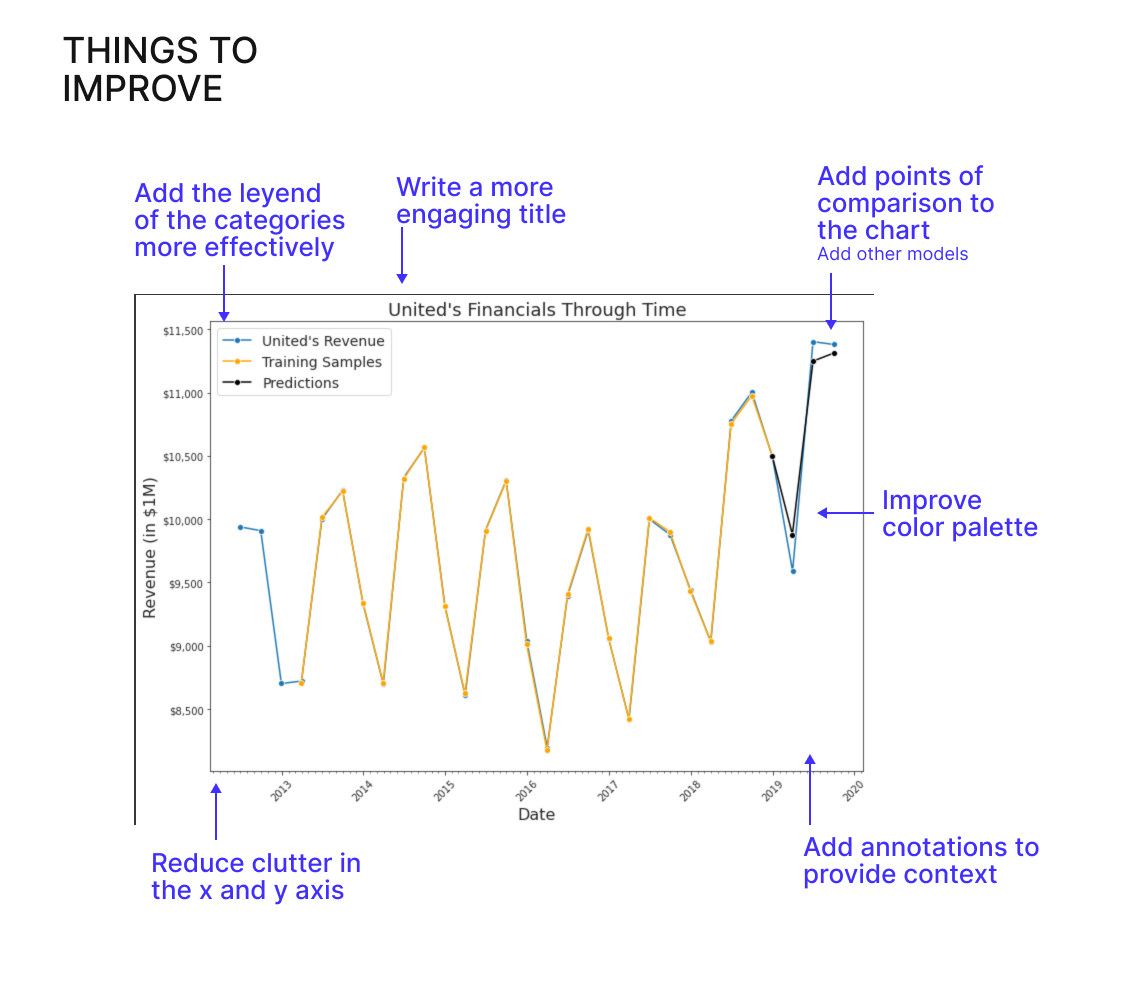 THINGS TO
IMPROVE
Add the leyend
of the categories
more effectively
Write a more
engaging title
Add points of
comparison to
the chart
Add other models
United's Financials Through Time
United's Revenue
Training Samples
Predictions
$11,500
$11,000
$10,500
$10,000
$9,500
$9,000
$8,500
Revenue (in $1M)
2013
2014
2015
2016
2017
2018
2019
2020
Date
Improve
color palette
Reduce clutter in
the x and y axis
Add annotations to
provide context